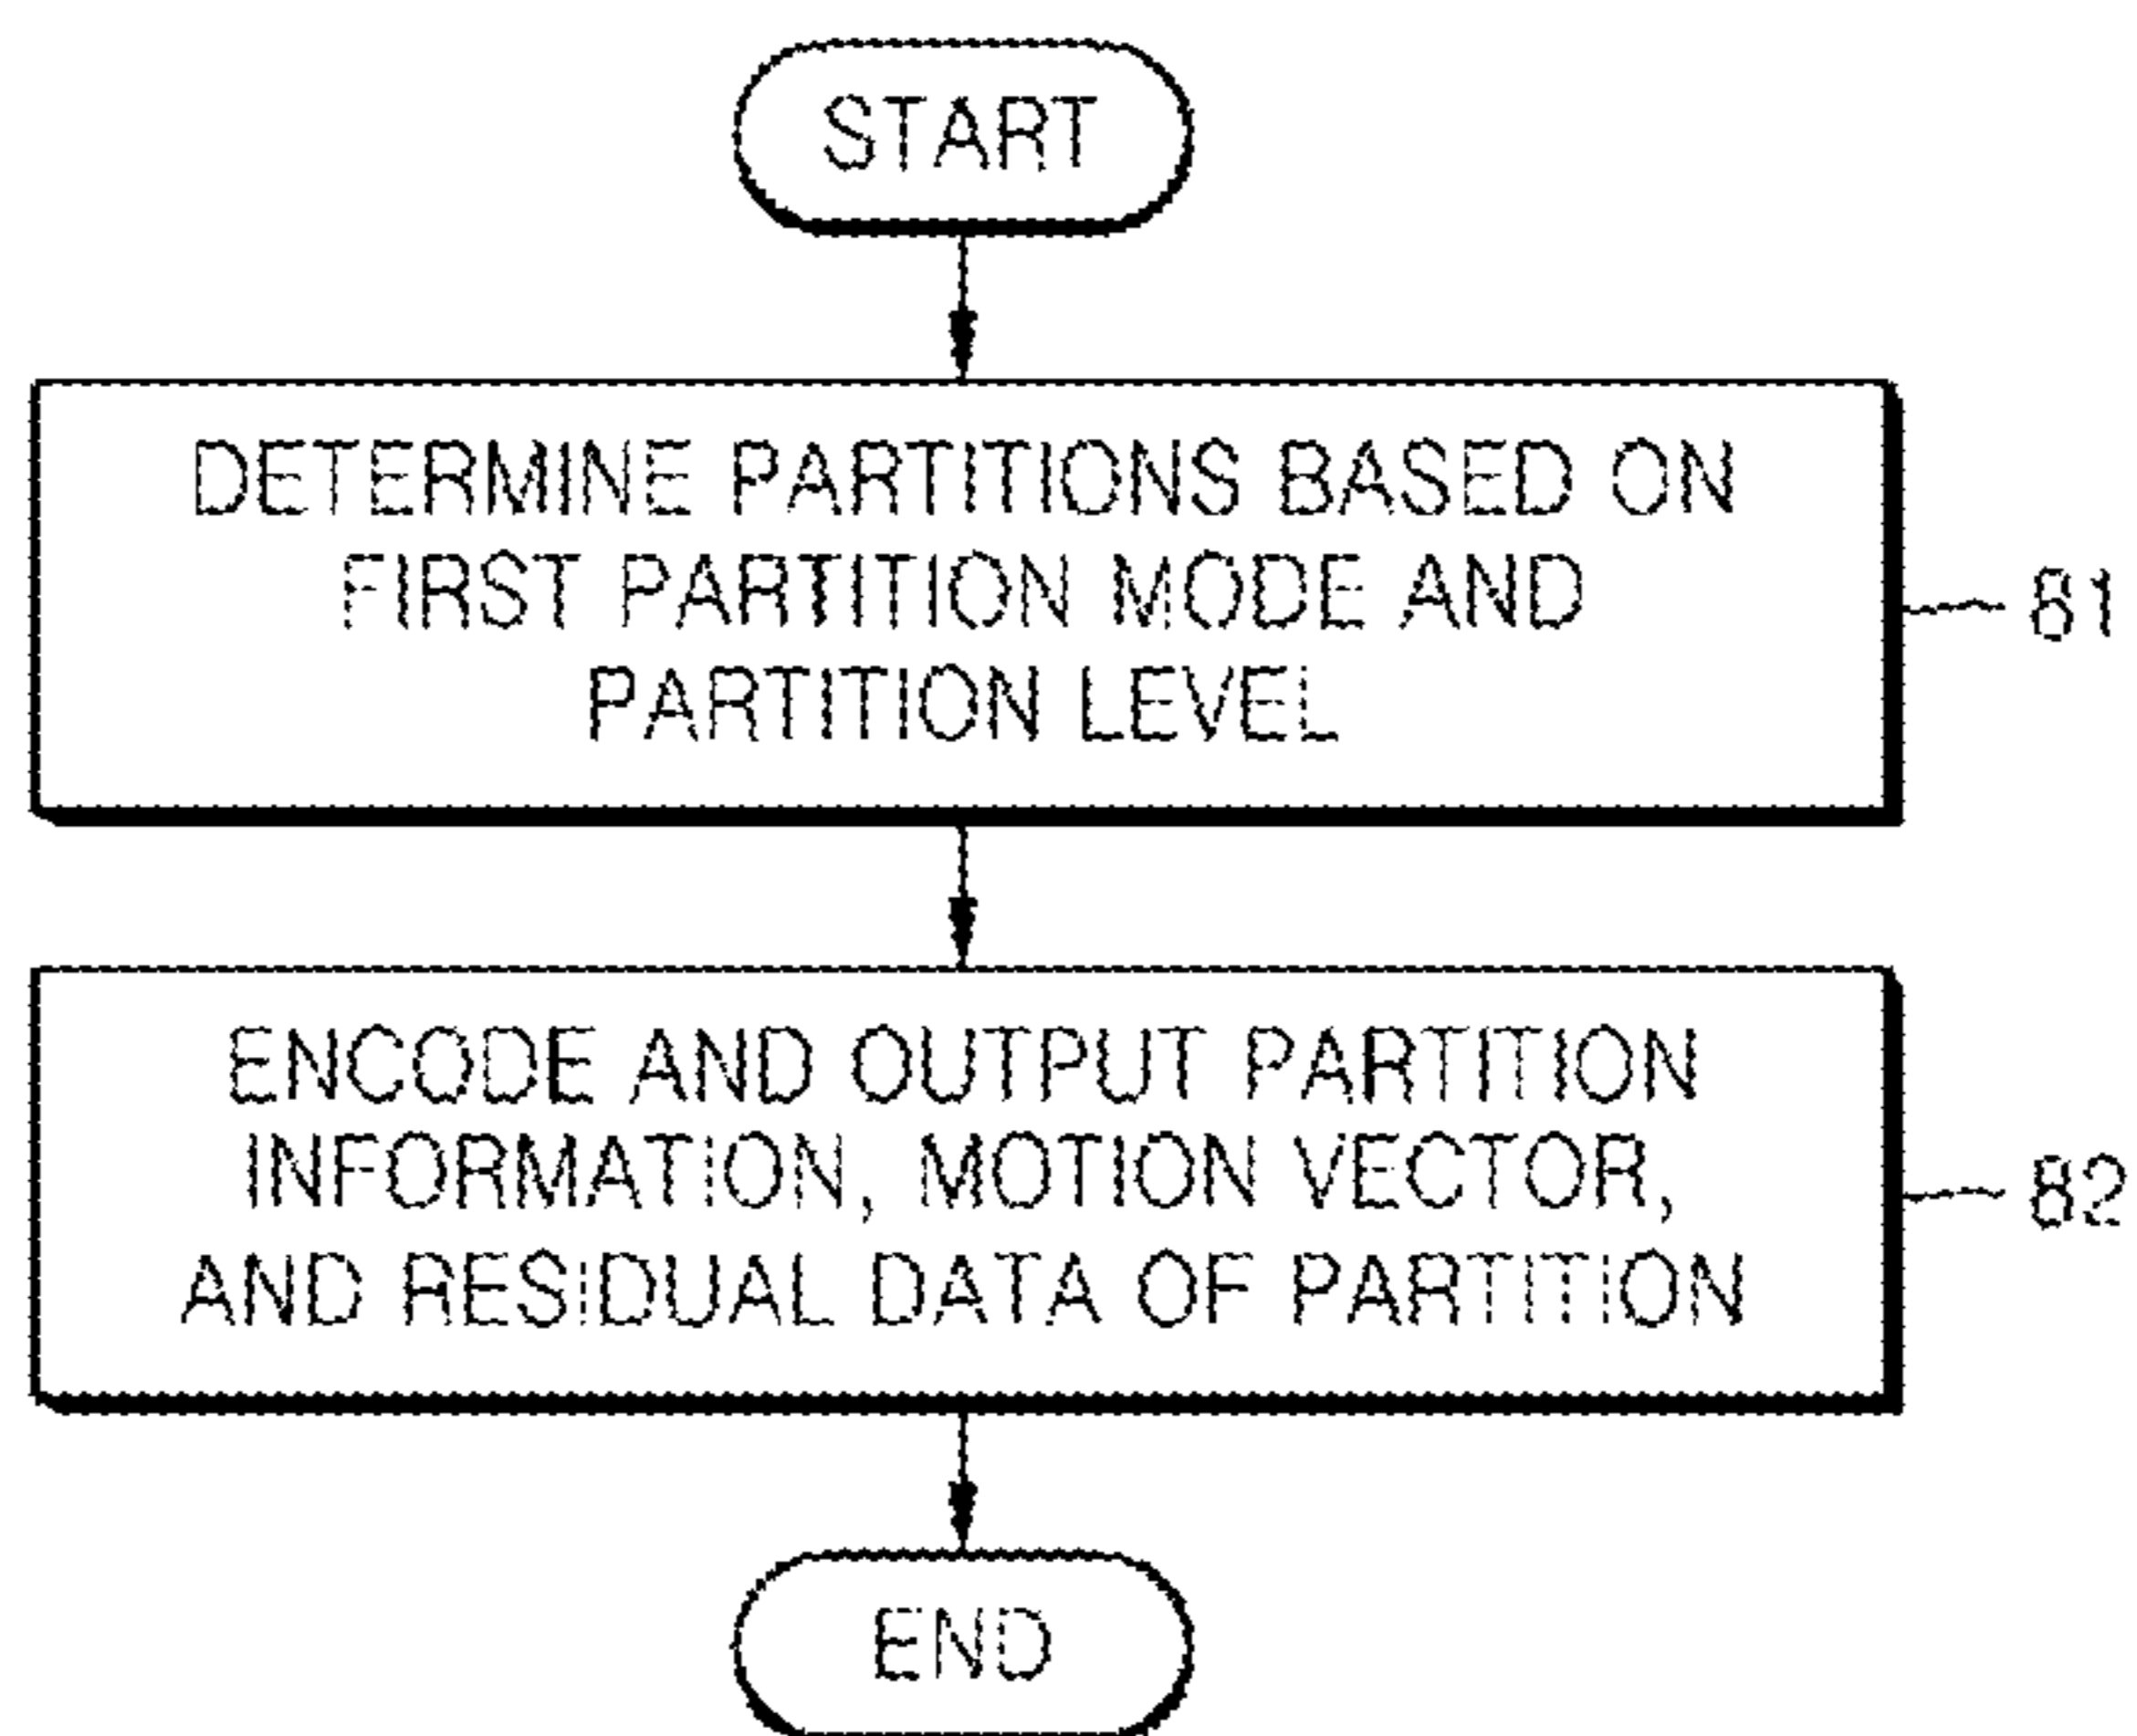 START
DETERMINE PARTITIONS BASED ON
FIRST PARTITION MODE AND
PARTITION LEVEL
81
ENCODE AND OUTPUT PARTITION
INFORMATION, MOTION VECTOR,
AND RESIDUAL DATA OF PARTITION
82
END